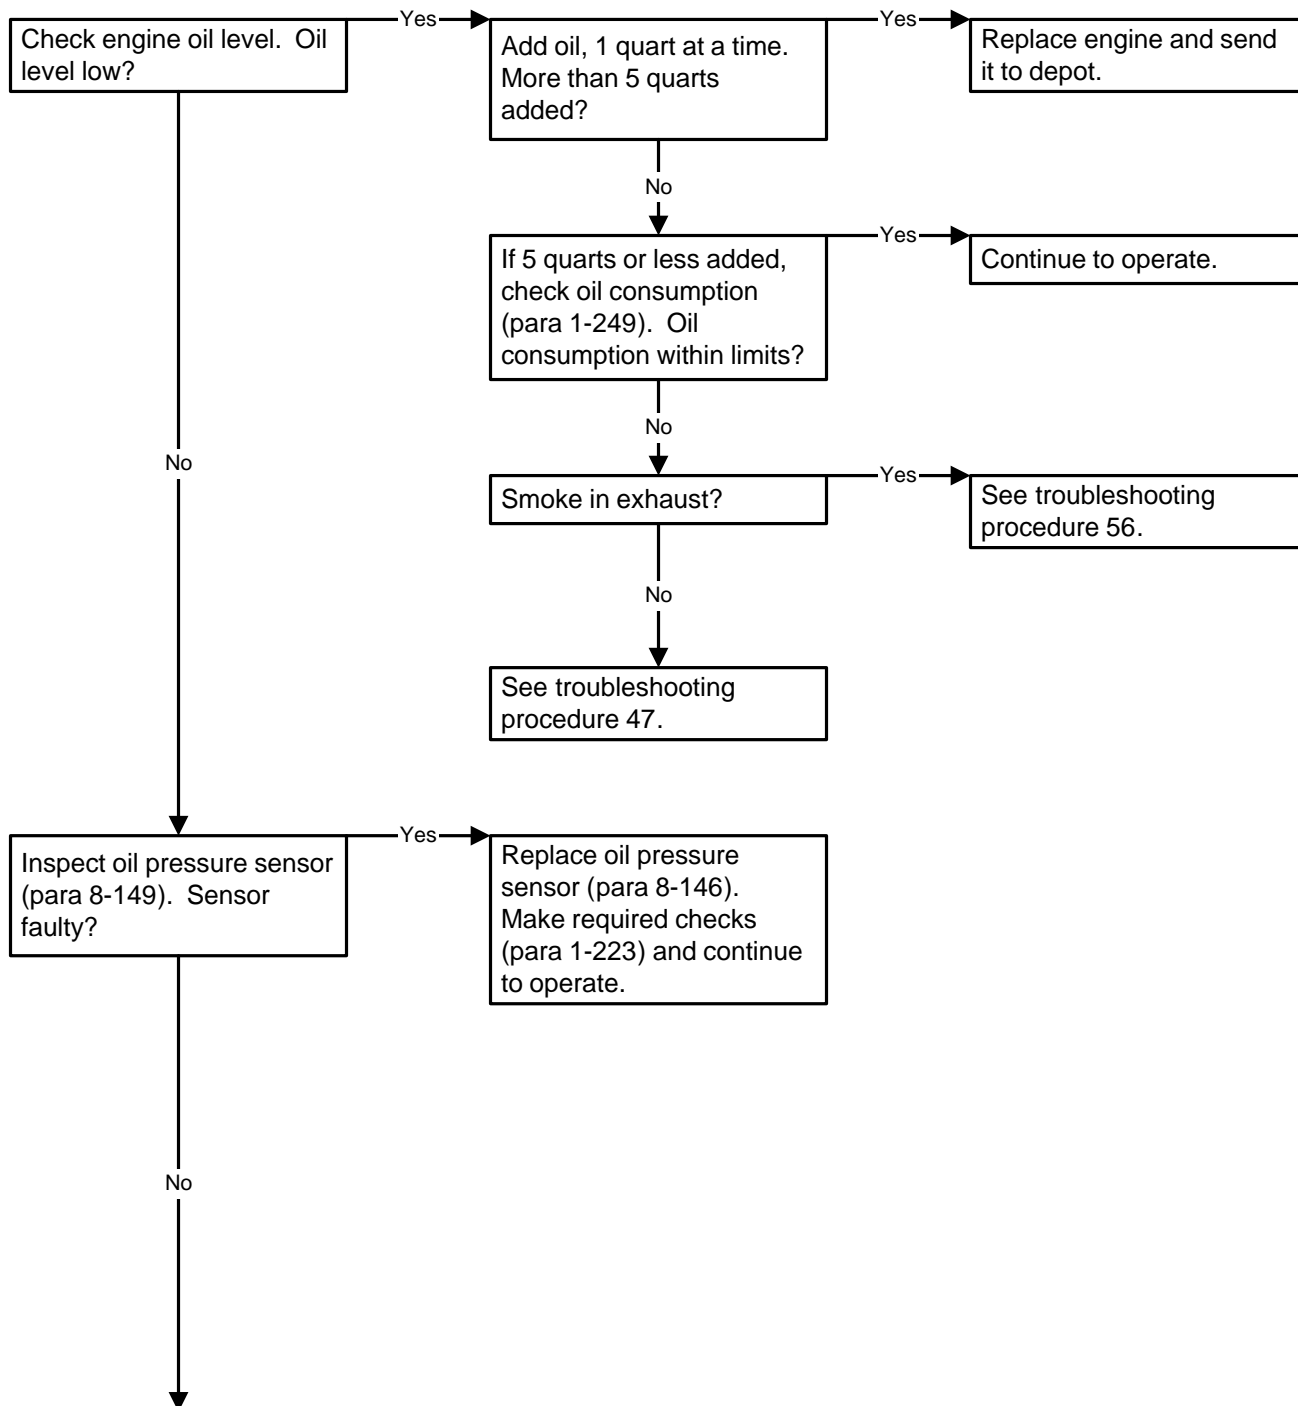 Check engine oil level.  Oil
level low?
Yes
Add oil, 1 quart at a time.
More than 5 quarts
added?
Yes
Replace engine and send
it to depot.
No
If 5 quarts or less added,
check oil consumption
(para 1-249).  Oil
consumption within limits?
Yes
Continue to operate.
No
Smoke in exhaust?
Yes
See troubleshooting
procedure 56.
No
See troubleshooting
procedure 47.
No
Inspect oil pressure sensor
(para 8-149).  Sensor
faulty?
Yes
Replace oil pressure
sensor (para 8-146).
Make required checks
(para 1-223) and continue
to operate.
No